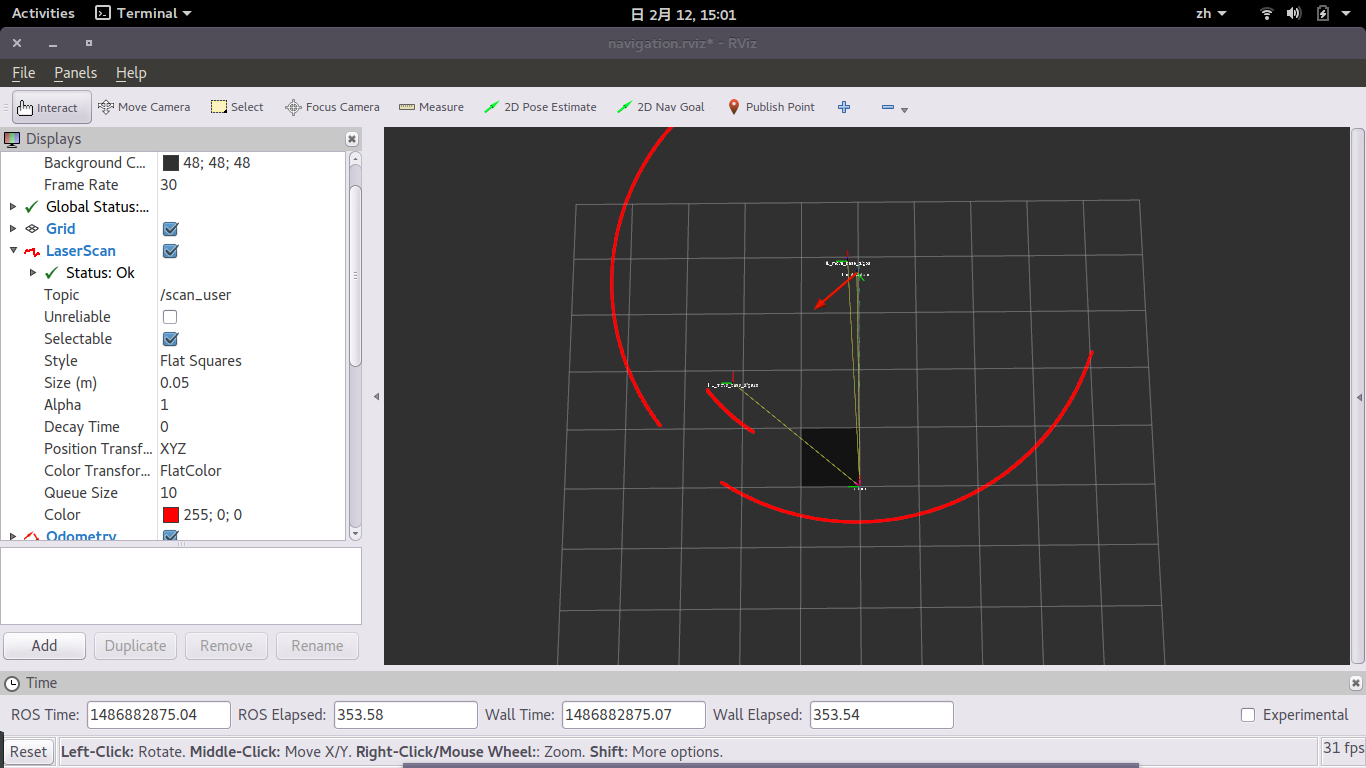 Activities Terminal 日 2月 12, 15:01 zh
navigation.rviz* - RViz
File Panels Help
Interact Move Camera Select Focus Camera Measure 2D Pose Estimate 2D Nav Goal Publish Point
Displays
Background C... 48; 48; 48
Frame Rate 30
Global Status:...
Grid
LaserScan
Status: Ok
Topic /scan_user
Unreliable
Selectable
Style Flat Squares
Size (m) 0.05
Alpha 1
Decay Time 0
Position Transf... XYZ
Color Transfor... FlatColor
Queue Size 10
Color 255; 0; 0
Odometry
Add Duplicate Remove Rename
Time
ROS Time: 1486882875.04 ROS Elapsed: 353.58 Wall Time: 1486882875.07 Wall Elapsed: 353.54 Experimental
Reset Left-Click: Rotate. Middle-Click: Move X/Y. Right-Click/Mouse Wheel:: Zoom. Shift: More options. 31 fps